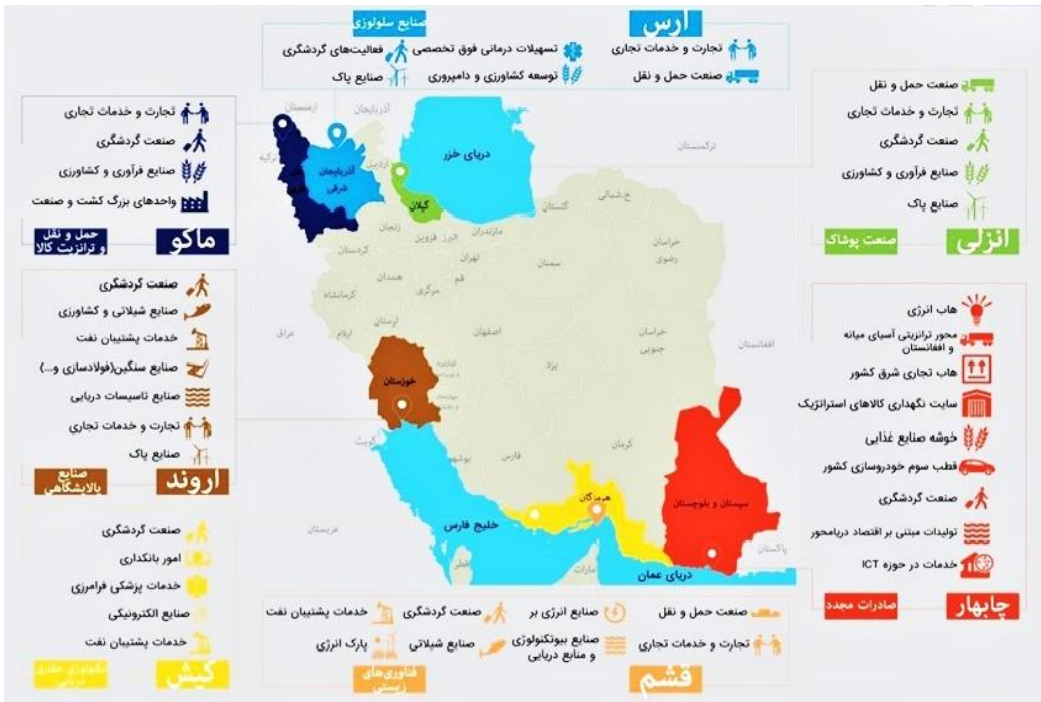 ارس
صنایع سلولوزی
تجارت و خدمات تجاری
تسهیلات درمانی فوق تخصصی
فعالیت‌های گردشگری
صنعت حمل و نقل
توسعه کشاورزی و دامپروری
صنایع پاک
صنعت حمل و نقل
تجارت و خدمات تجاری
صنعت گردشگری
صنایع فرآوری و کشاورزی
صنایع پاک
انزلی
صنعت پوشاک
تجارت و خدمات تجاری
صنعت گردشگری
صنایع فرآوری و کشاورزی
واحدهای بزرگ کشت و صنعت
ماکو
حمل و نقل
و ترانزیت کالا
هاب انرژی
محور ترانزیتی آسیای میانه
و افغانستان
هاب تجاری شرق کشور
سایت نگهداری کالاهای استراتژیک
خوشه صنایع غذایی
قطب سوم خودروسازی کشور
صنعت گردشگری
تولیدات مبتنی بر اقتصاد دریامحور
خدمات در حوزه ICT
چابهار
صادرات مجدد
صنعت گردشگری
صنایع شیلاتی و کشاورزی
خدمات پشتیبان نفت
صنایع سنگین(فولادسازی و...)
صنایع تاسیسات دریایی
تجارت و خدمات تجاری
صنایع پاک
اروند
صنایع
پالایشگاهی
صنعت گردشگری
امور بانکداری
خدمات پزشکی فرامرزی
صنایع الکترونیکی
خدمات پشتیبان نفت
کیش
تکنولوژی حفاری
دریایی
صنعت حمل و نقل
صنایع انرژی بر
صنعت گردشگری
خدمات پشتیبان نفت
تجارت و خدمات تجاری
صنایع بیوتکنولوژی
و منابع دریایی
صنایع شیلاتی
پارک انرژی
قشم
فناوری‌های
زیستی
ارمنستان
آذربایجان
ترکیه
ترکمنستان
دریای خزر
آذربایجان
شرقی
اردبیل
گیلان
زنجان
قزوین
البرز
مازندران
گلستان
خ.شمالی
خراسان
رضوی
کردستان
تهران
سمنان
همدان
قم
مرکزی
کرمانشاه
لرستان
ایلام
عراق
اصفهان
یزد
خراسان
جنوبی
افغانستان
خوزستان
کویت
بوشهر
فارس
کرمان
هرمزگان
سیستان و بلوچستان
پاکستان
خلیج فارس
عربستان
قطر
امارات
دریای عمان